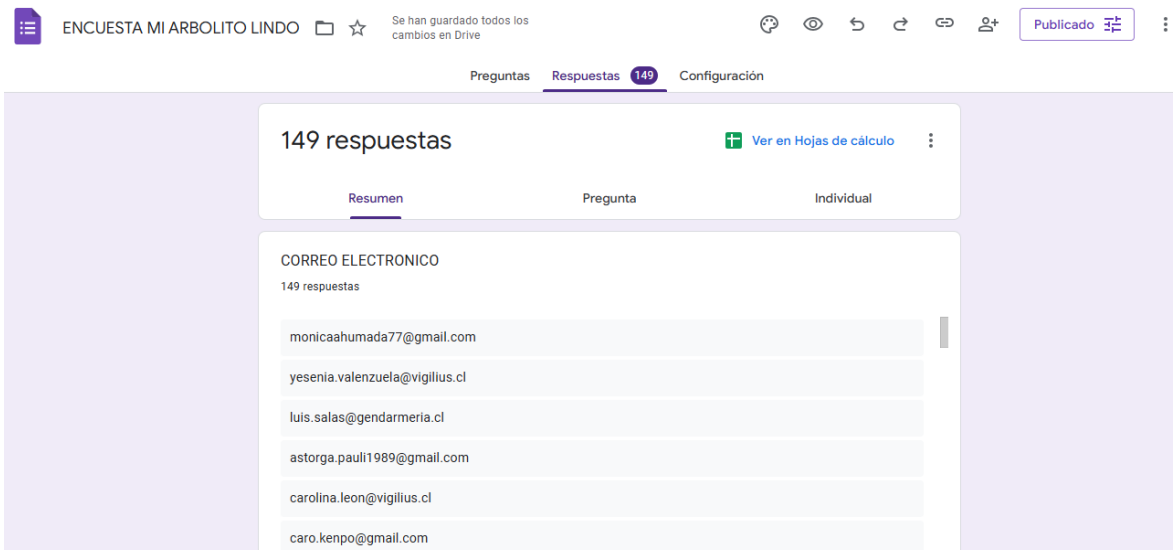 ENCUESTA MI ARBOLITO LINDO
Se han guardado todos los
cambios en Drive
Publicado
Preguntas Respuestas 149 Configuración
149 respuestas
Ver en Hojas de cálculo
Resumen Pregunta Individual
CORREO ELECTRONICO
149 respuestas
monicaahumada77@gmail.com
yesenia.valenzuela@vigilius.cl
luis.salas@gendarmeria.cl
astorga.pauli1989@gmail.com
carolina.leon@vigilius.cl
caro.kenpo@gmail.com